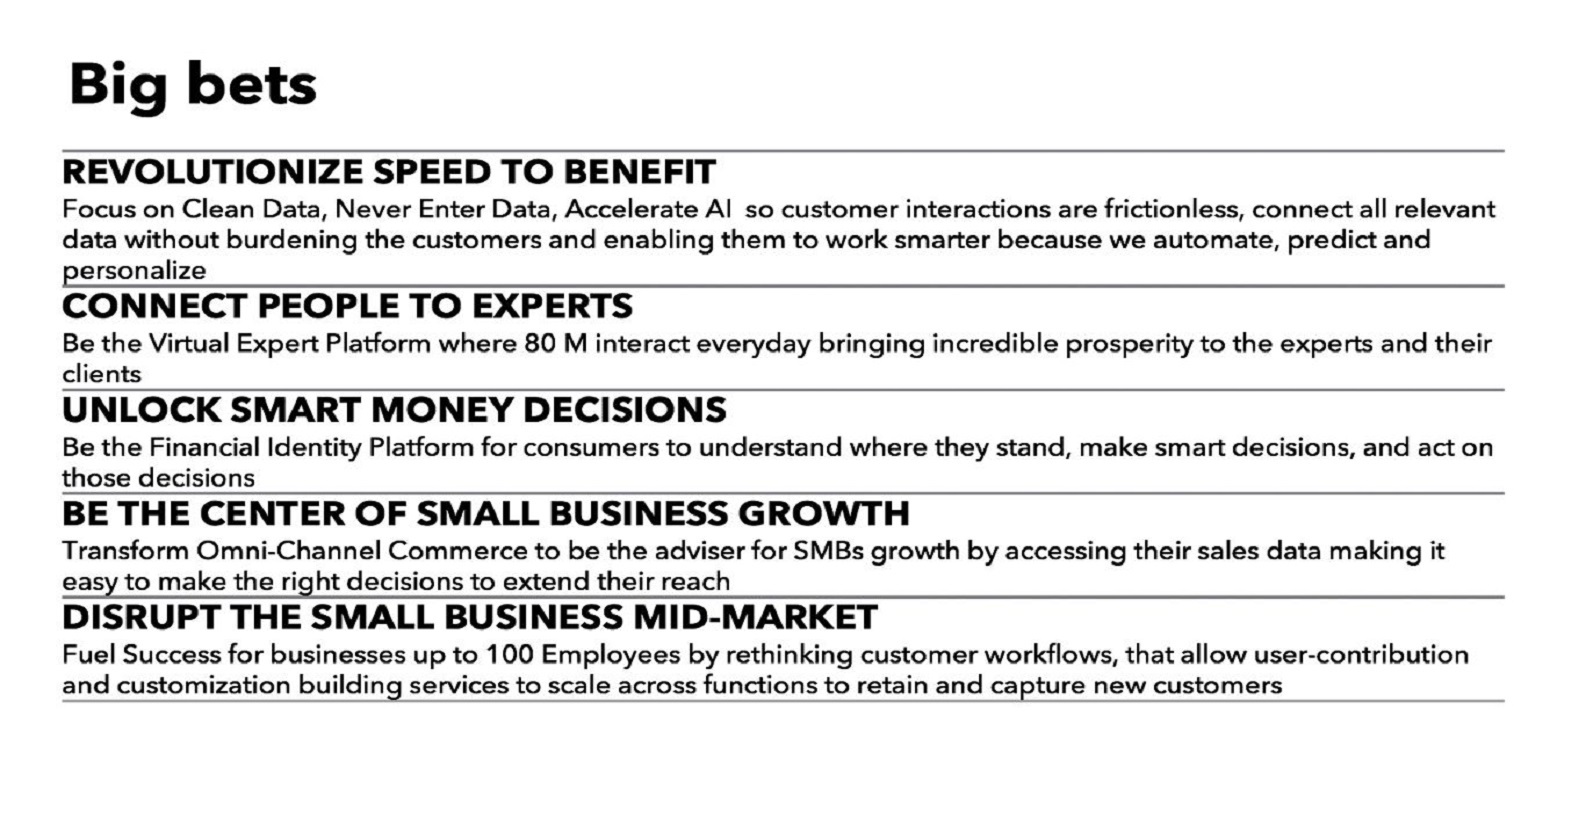 Big bets
REVOLUTIONIZE SPEED TO BENEFIT
Focus on Clean Data, Never Enter Data, Accelerate AI  so customer interactions are frictionless, connect all relevant
data without burdening the customers and enabling them to work smarter because we automate, predict and
personalize
CONNECT PEOPLE TO EXPERTS
Be the Virtual Expert Platform where 80 M interact everyday bringing incredible prosperity to the experts and their
clients
UNLOCK SMART MONEY DECISIONS
Be the Financial Identity Platform for consumers to understand where they stand, make smart decisions, and act on
those decisions
BE THE CENTER OF SMALL BUSINESS GROWTH
Transform Omni-Channel Commerce to be the adviser for SMBs growth by accessing their sales data making it
easy to make the right decisions to extend their reach
DISRUPT THE SMALL BUSINESS MID-MARKET
Fuel Success for businesses up to 100 Employees by rethinking customer workflows, that allow user-contribution
and customization building services to scale across functions to retain and capture new customers